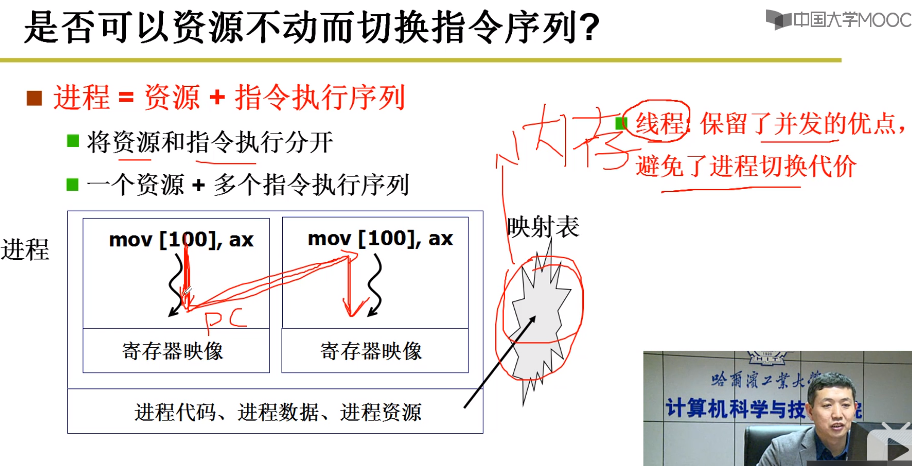 是否可以资源不动而切换指令序列?
中国大学MOOC
进程 = 资源 + 指令执行序列
将资源和指令执行分开
一个资源 + 多个指令执行序列
内存
线程: 保留了并发的优点,
避免了进程切换代价
进程
mov [100], ax
mov [100], ax
映射表
PC
寄存器映像
寄存器映像
进程代码、进程数据、进程资源
哈尔滨工业大学
计算机科学与技
院